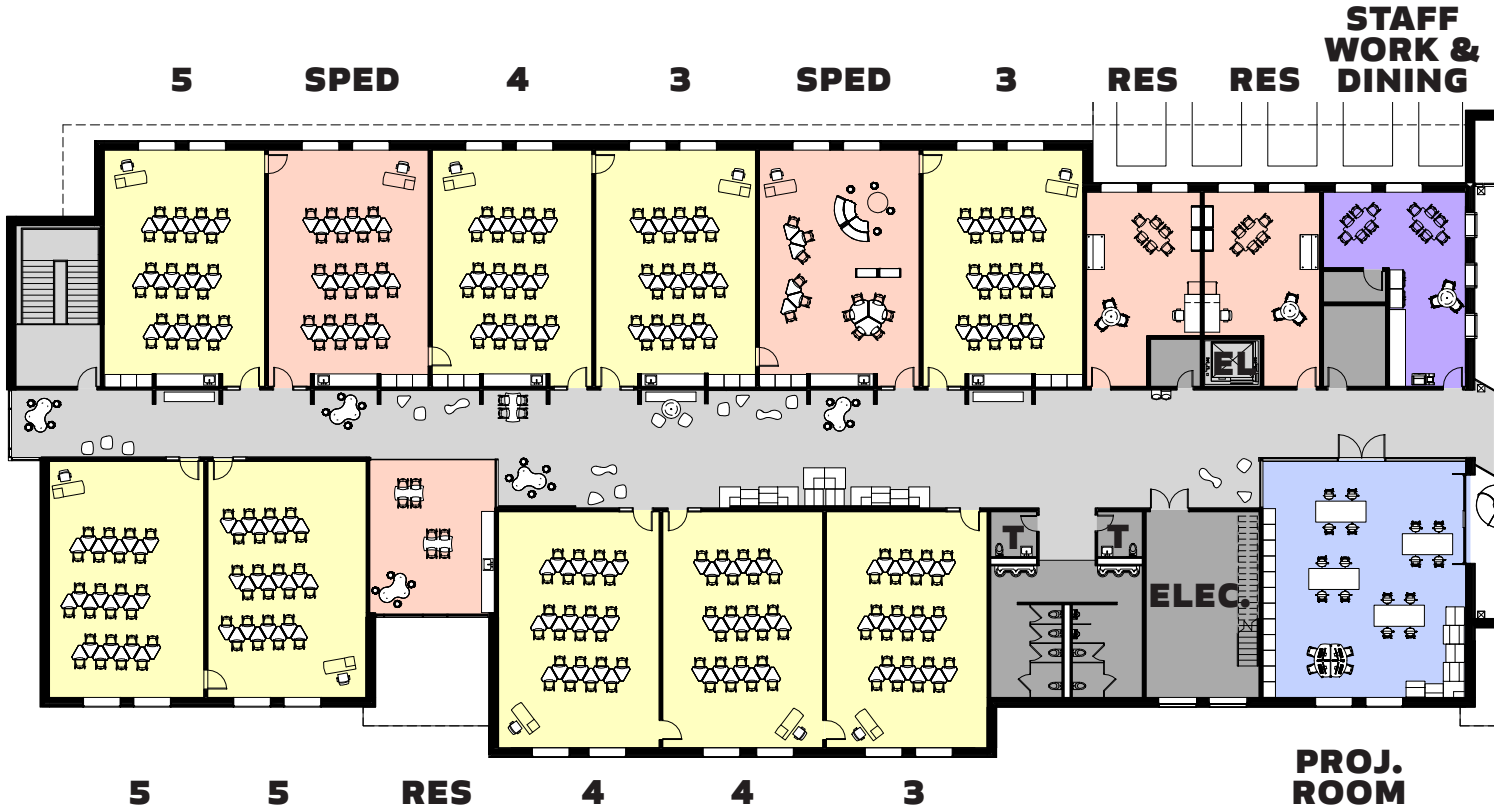 STAFF
WORK &
DINING
5 SPED 4 3 SPED 3 RES RES
EL
T T
ELEC.
PROJ.
ROOM
5 5 RES 4 4 3